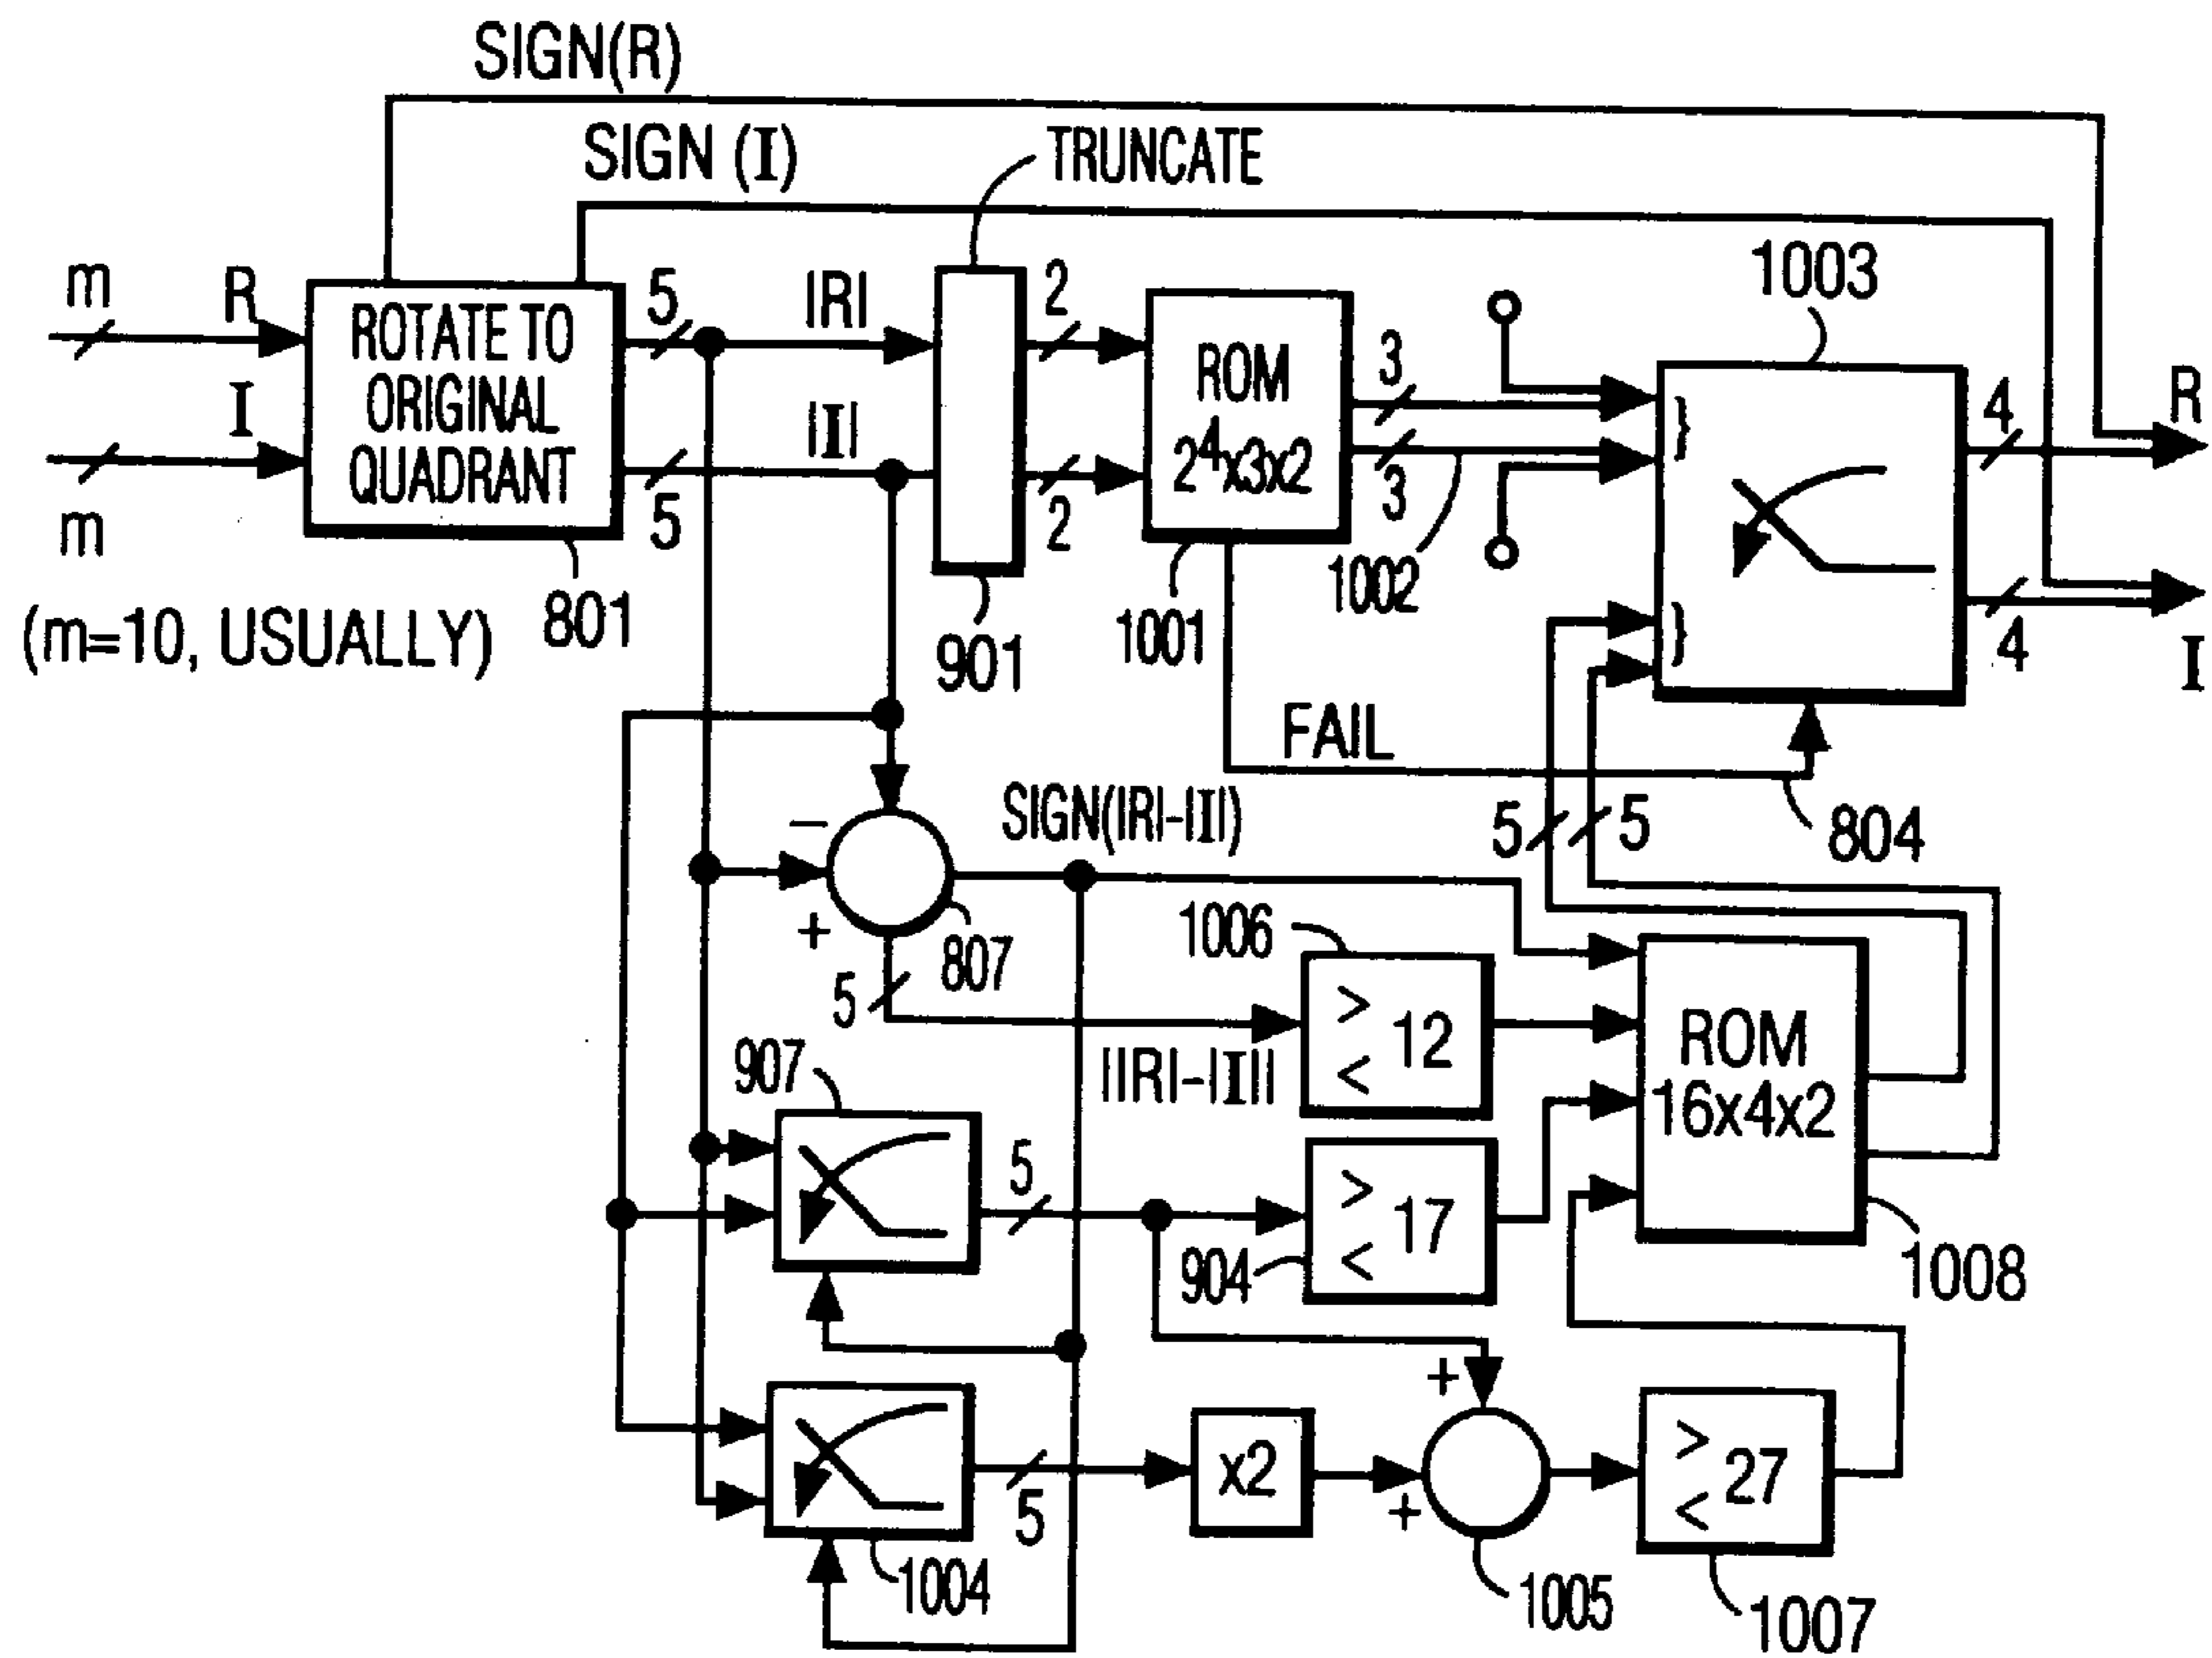 SIGN(R)
SIGN (I)
TRUNCATE
m
R
I
m
(m=10, USUALLY)
ROTATE TO
ORIGINAL
QUADRANT
801
5
|R|
|I|
5
901
2
2
ROM
2⁴x3x2
1001
3
3
1002
1003
}
}
4
R
4
I
FAIL
804
5
5
−
+
807
SIGN(|R|-|I|)
5
||R|-|I||
1006
>
< 12
907
5
904
>
< 17
ROM
16x4x2
1008
1004
5
x2
+
+
1005
>
< 27
1007